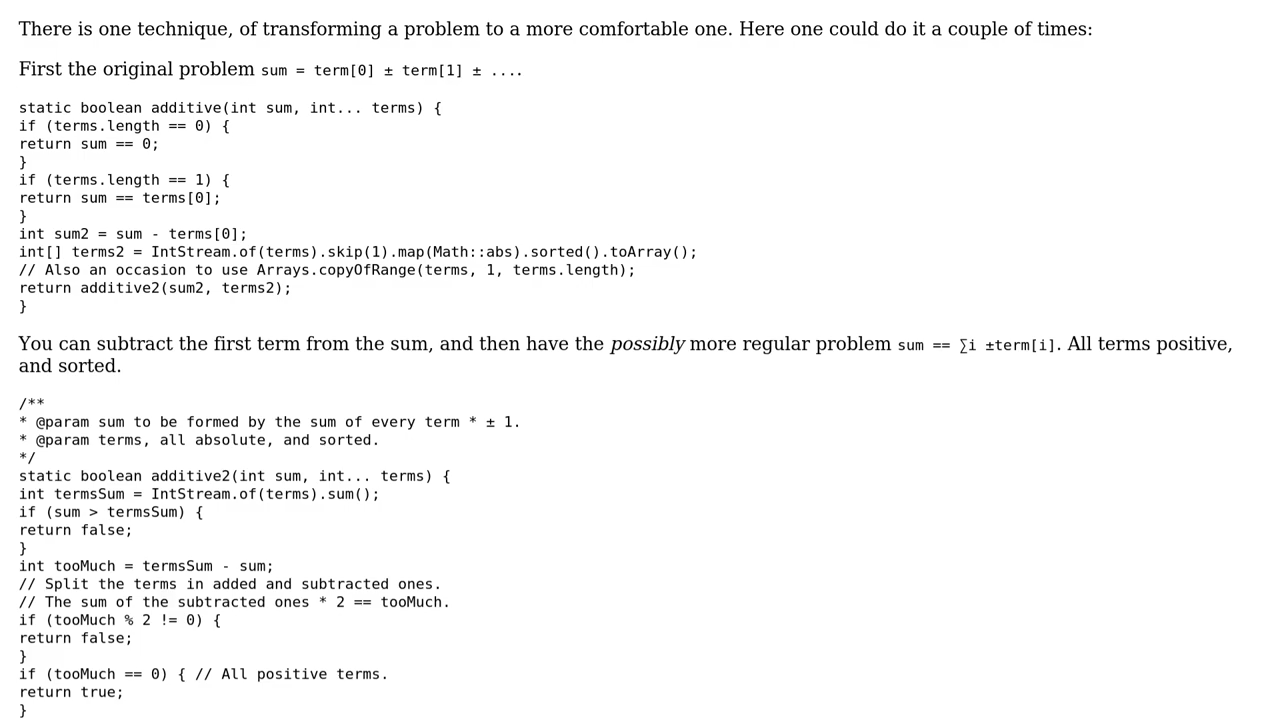 There is one technique, of transforming a problem to a more comfortable one. Here one could do it a couple of times:
First the original problem sum = term[0] ± term[1] ± ....
static boolean additive(int sum, int... terms) {
if (terms.length == 0) {
return sum == 0;
}
if (terms.length == 1) {
return sum == terms[0];
}
int sum2 = sum - terms[0];
int[] terms2 = IntStream.of(terms).skip(1).map(Math::abs).sorted().toArray();
// Also an occasion to use Arrays.copyOfRange(terms, 1, terms.length);
return additive2(sum2, terms2);
}
You can subtract the first term from the sum, and then have the possibly more regular problem sum == ∑i ±term[i]. All terms positive,
and sorted.
/**
* @param sum to be formed by the sum of every term * ± 1.
* @param terms, all absolute, and sorted.
*/
static boolean additive2(int sum, int... terms) {
int termsSum = IntStream.of(terms).sum();
if (sum > termsSum) {
return false;
}
int tooMuch = termsSum - sum;
// Split the terms in added and subtracted ones.
// The sum of the subtracted ones * 2 == tooMuch.
if (tooMuch % 2 != 0) {
return false;
}
if (tooMuch == 0) { // All positive terms.
return true;
}